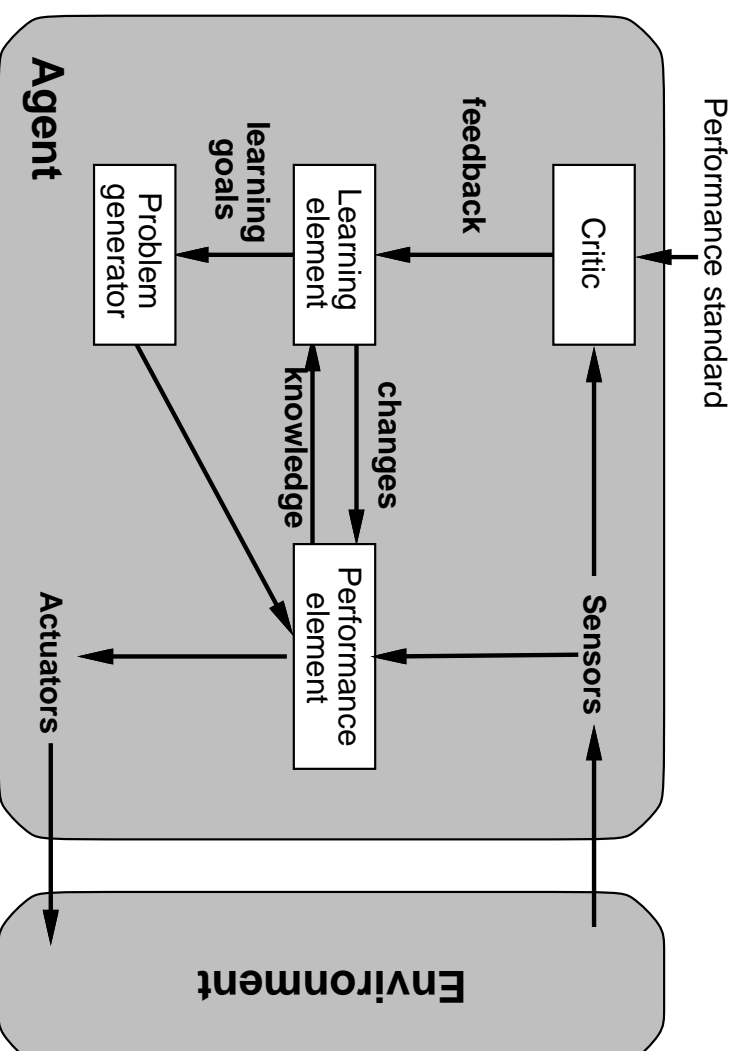 Performance standard
Agent
Critic
Sensors
feedback
Learning
element
changes
knowledge
Performance
element
learning
goals
Problem
generator
Actuators
Environment